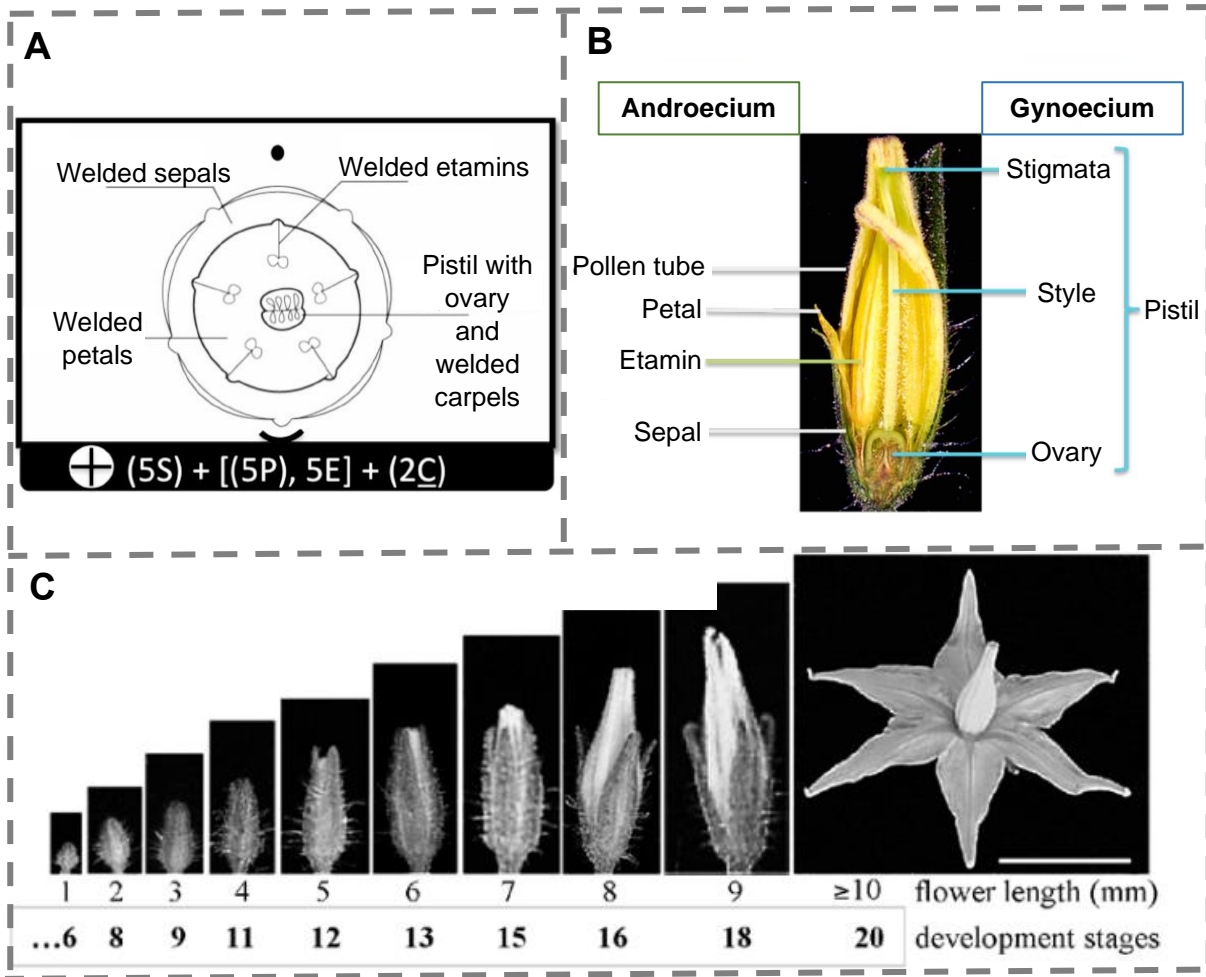 A
Welded sepals
Welded etamins
Welded
petals
Pistil with
ovary
and
welded
carpels
(5S) + [(5P), 5E] + (2C)
B
Androecium
Gynoecium
Pollen tube
Petal
Etamin
Sepal
Stigmata
Style
Ovary
Pistil
C
1 2 3 4 5 6 7 8 9 ≥10 flower length (mm)
...6 8 9 11 12 13 15 16 18 20 development stages